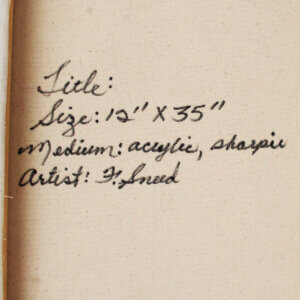 Title:
Size: 12" X 35"
Medium: acrylic, sharpie
Artist: F. Sneed